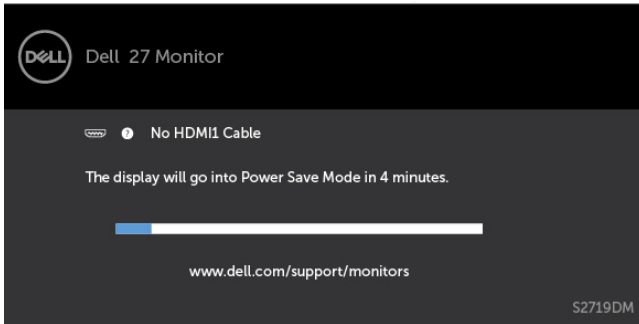 DELL
Dell 27 Monitor
? No HDMI1 Cable
The display will go into Power Save Mode in 4 minutes.
www.dell.com/support/monitors
S2719DM